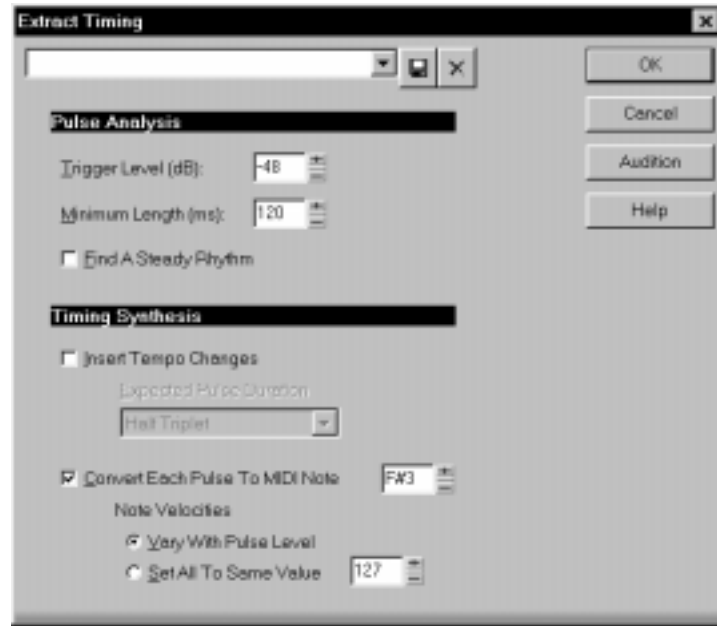 Extract Timing
OK
Pulse Analysis
Cancel
Trigger Level (dB): -48
Audition
Minimum Length (ms): 120
Help
Find A Steady Rhythm
Timing Synthesis
Insert Tempo Changes
Expected Pulse Duration
Half Triplet
Convert Each Pulse To MIDI Note F#3
Note Velocities
Vary With Pulse Level
Set All To Same Value 127